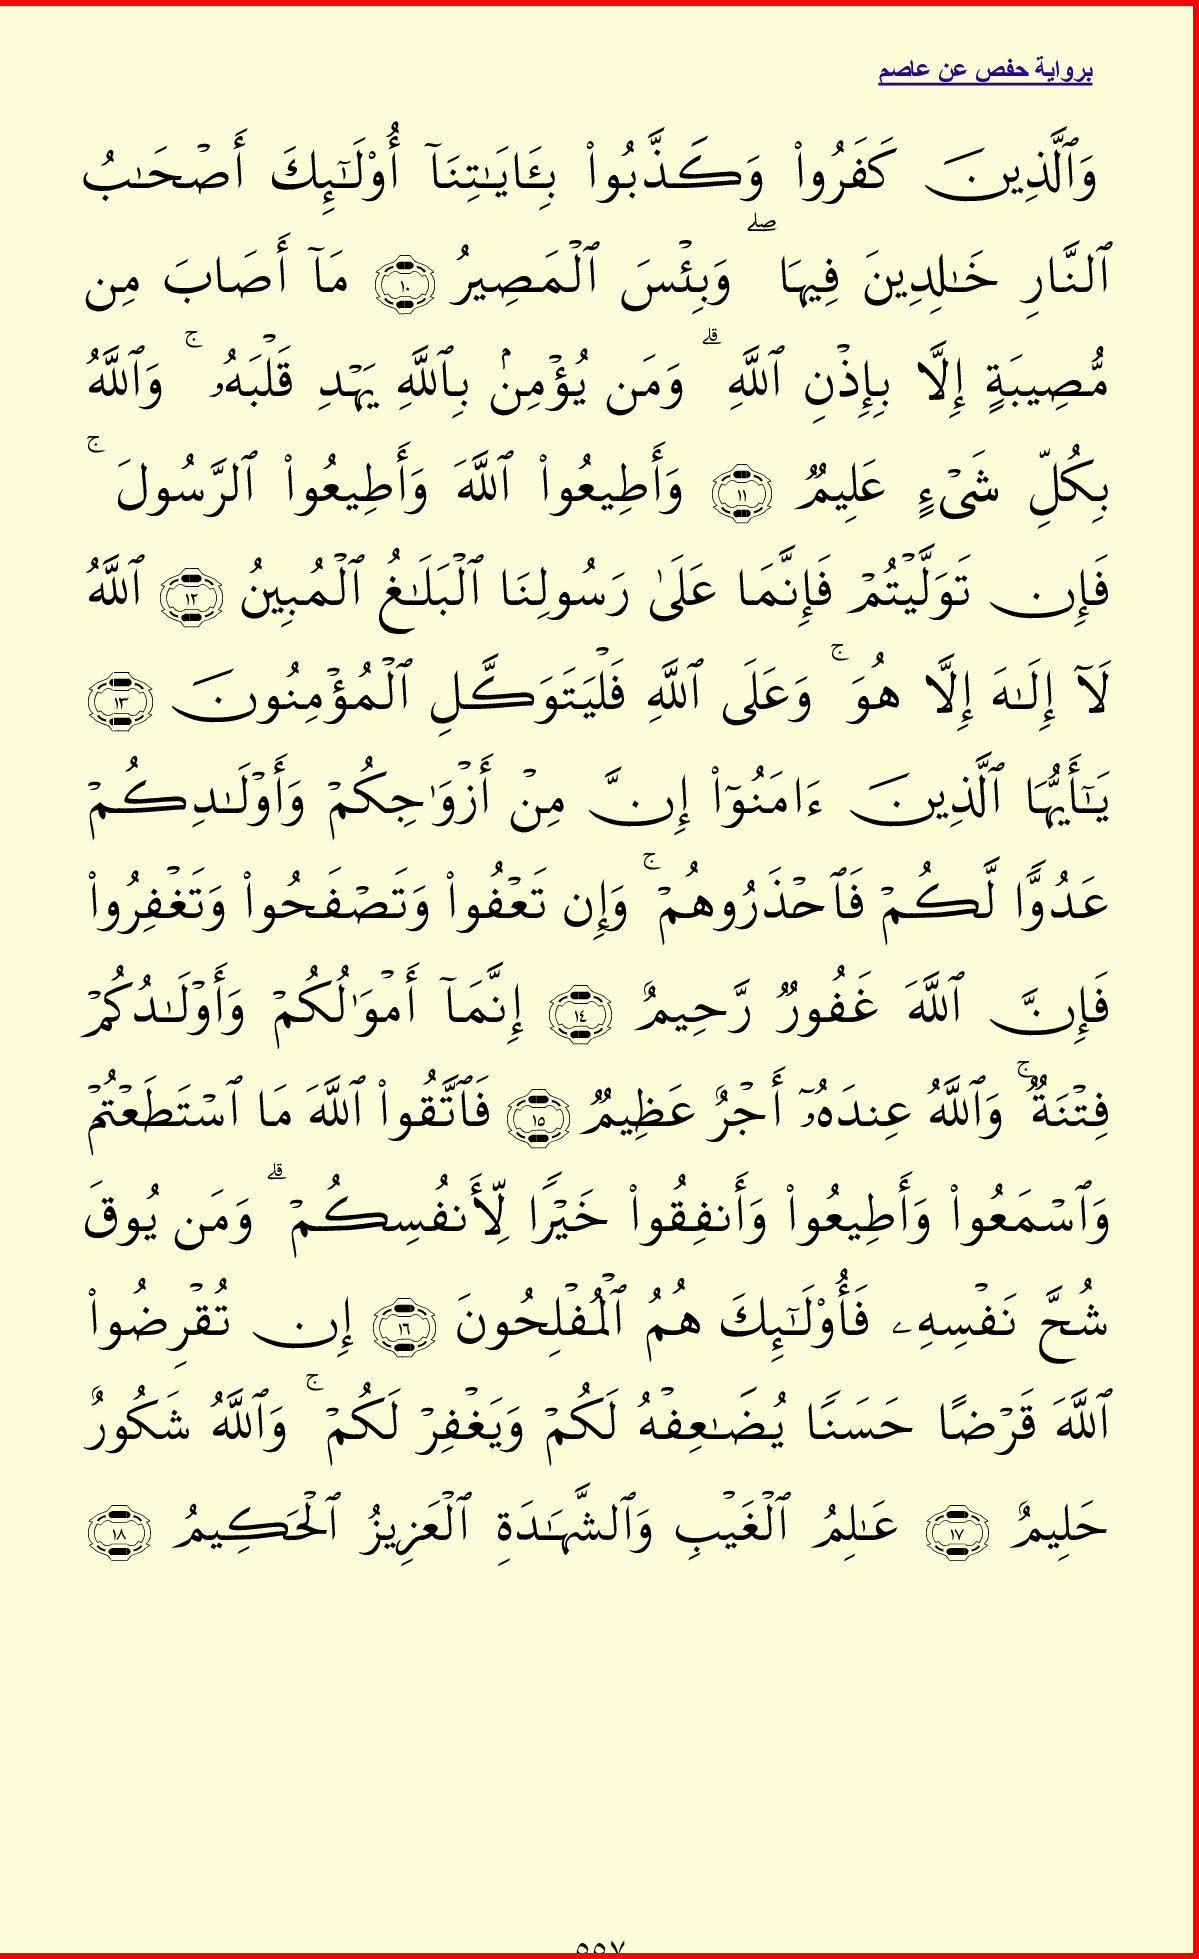 برواية حفص عن عاصم
وَٱلَّذِينَ كَفَرُوا۟ وَكَذَّبُوا۟ بِـَٔايَـٰتِنَآ أُو۟لَـٰٓئِكَ أَصْحَـٰبُ
ٱلنَّارِ خَـٰلِدِينَ فِيهَا ۖ وَبِئْسَ ٱلْمَصِيرُ ١٠ مَآ أَصَابَ مِن
مُّصِيبَةٍ إِلَّا بِإِذْنِ ٱللَّهِ ۗ وَمَن يُؤْمِنۢ بِٱللَّهِ يَهْدِ قَلْبَهُۥ ۚ وَٱللَّهُ
بِكُلِّ شَىْءٍ عَلِيمٌ ١١ وَأَطِيعُوا۟ ٱللَّهَ وَأَطِيعُوا۟ ٱلرَّسُولَ ۚ
فَإِن تَوَلَّيْتُمْ فَإِنَّمَا عَلَىٰ رَسُولِنَا ٱلْبَلَـٰغُ ٱلْمُبِينُ ١٢ ٱللَّهُ
لَآ إِلَـٰهَ إِلَّا هُوَ ۚ وَعَلَى ٱللَّهِ فَلْيَتَوَكَّلِ ٱلْمُؤْمِنُونَ ١٣
يَـٰٓأَيُّهَا ٱلَّذِينَ ءَامَنُوٓا۟ إِنَّ مِنْ أَزْوَٰجِكُمْ وَأَوْلَـٰدِكُمْ
عَدُوًّا لَّكُمْ فَٱحْذَرُوهُمْ ۚ وَإِن تَعْفُوا۟ وَتَصْفَحُوا۟ وَتَغْفِرُوا۟
فَإِنَّ ٱللَّهَ غَفُورٌ رَّحِيمٌ ١٤ إِنَّمَآ أَمْوَٰلُكُمْ وَأَوْلَـٰدُكُمْ
فِتْنَةٌ ۚ وَٱللَّهُ عِندَهُۥٓ أَجْرٌ عَظِيمٌ ١٥ فَٱتَّقُوا۟ ٱللَّهَ مَا ٱسْتَطَعْتُمْ
وَٱسْمَعُوا۟ وَأَطِيعُوا۟ وَأَنفِقُوا۟ خَيْرًا لِّأَنفُسِكُمْ ۗ وَمَن يُوقَ
شُحَّ نَفْسِهِۦ فَأُو۟لَـٰٓئِكَ هُمُ ٱلْمُفْلِحُونَ ١٦ إِن تُقْرِضُوا۟
ٱللَّهَ قَرْضًا حَسَنًا يُضَـٰعِفْهُ لَكُمْ وَيَغْفِرْ لَكُمْ ۚ وَٱللَّهُ شَكُورٌ
حَلِيمٌ ١٧ عَـٰلِمُ ٱلْغَيْبِ وَٱلشَّهَـٰدَةِ ٱلْعَزِيزُ ٱلْحَكِيمُ ١٨
٥٥٧